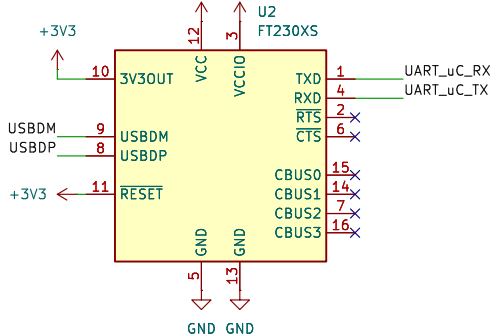 U2
FT230XS
+3V3
12
3
VCC
VCCIO
10
3V3OUT
TXD
1
UART_uC_RX
RXD
4
UART_uC_TX
RTS
2
USBDM
9
USBDM
CTS
6
USBDP
8
USBDP
CBUS0
15
+3V3
11
RESET
CBUS1
14
CBUS2
7
CBUS3
16
GND
GND
5
13
GND
GND